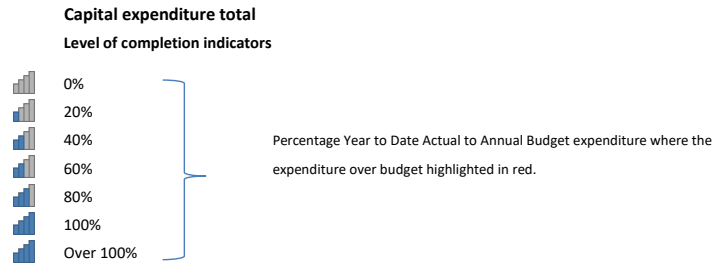 Capital expenditure total
Level of completion indicators
0%
20%
40%
60%
80%
100%
Over 100%
Percentage Year to Date Actual to Annual Budget expenditure where the
expenditure over budget highlighted in red.